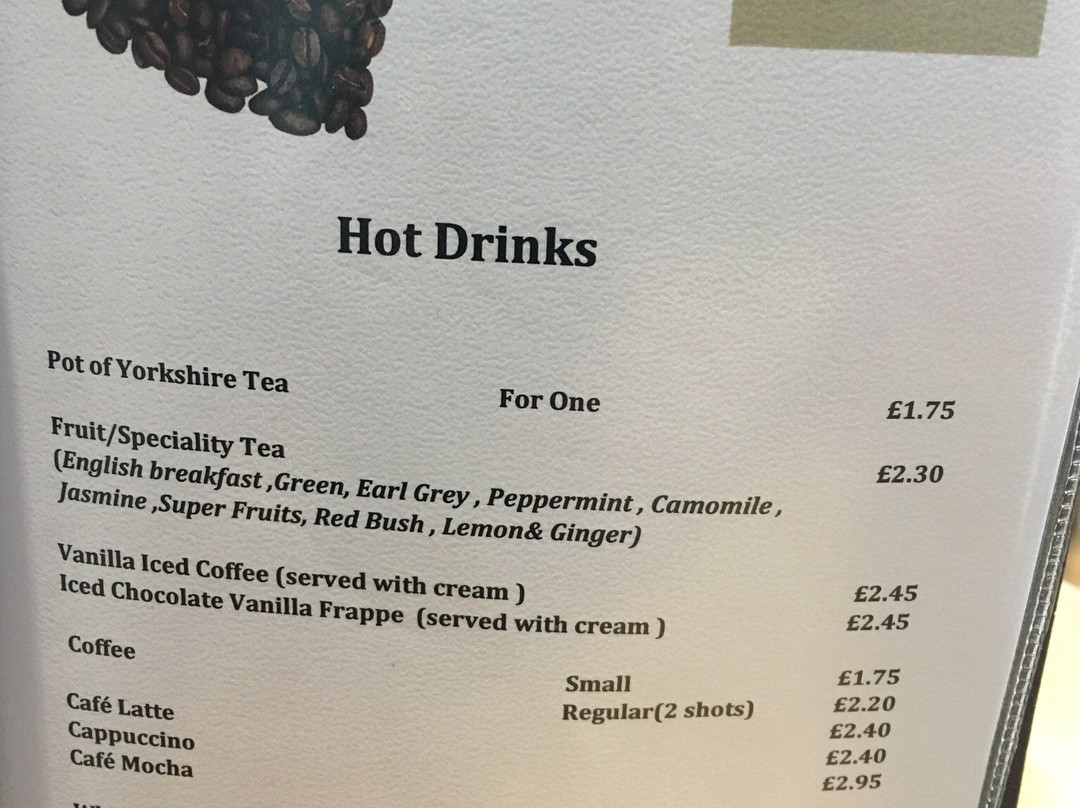 Hot Drinks
Pot of Yorkshire Tea For One £1.75
Fruit/Speciality Tea £2.30
(English breakfast ,Green, Earl Grey , Peppermint , Camomile ,
Jasmine ,Super Fruits, Red Bush , Lemon& Ginger)
Vanilla Iced Coffee (served with cream ) £2.45
Iced Chocolate Vanilla Frappe (served with cream ) £2.45
Coffee Small £1.75
Regular(2 shots) £2.20
Café Latte £2.40
Cappuccino £2.40
Café Mocha £2.95